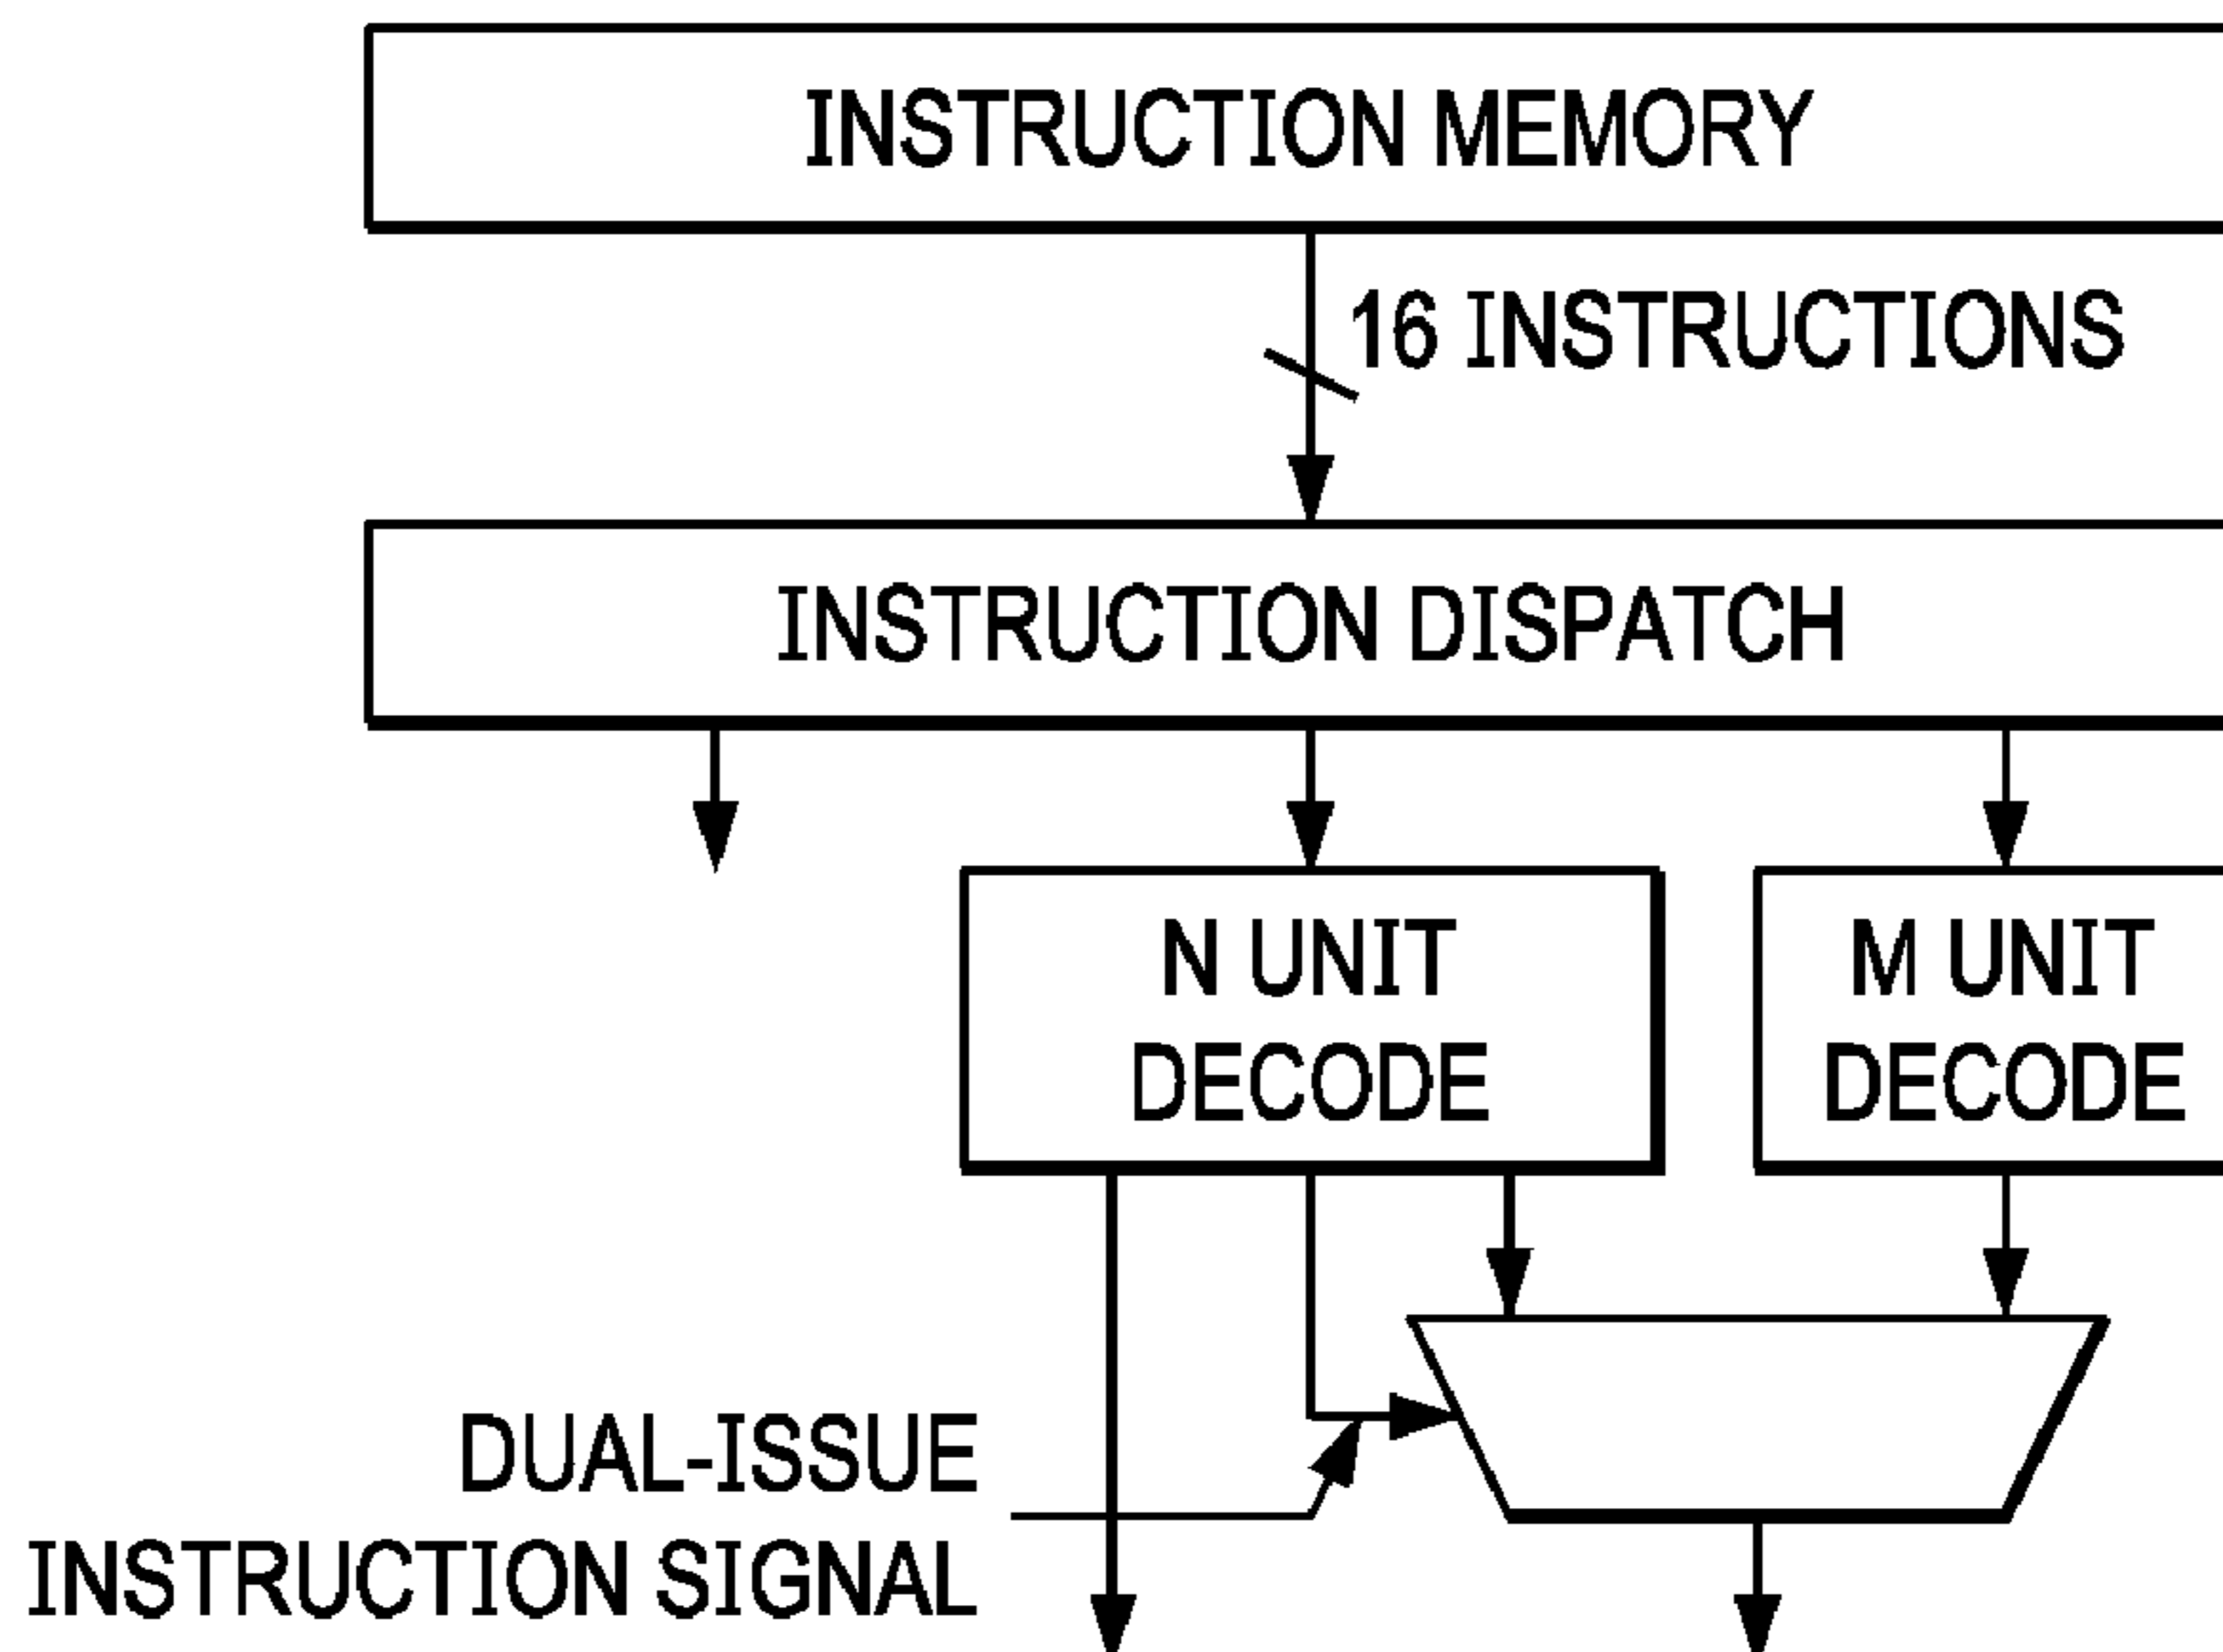 INSTRUCTION MEMORY
16 INSTRUCTIONS
INSTRUCTION DISPATCH
N UNIT
DECODE
M UNIT
DECODE
DUAL-ISSUE
INSTRUCTION SIGNAL